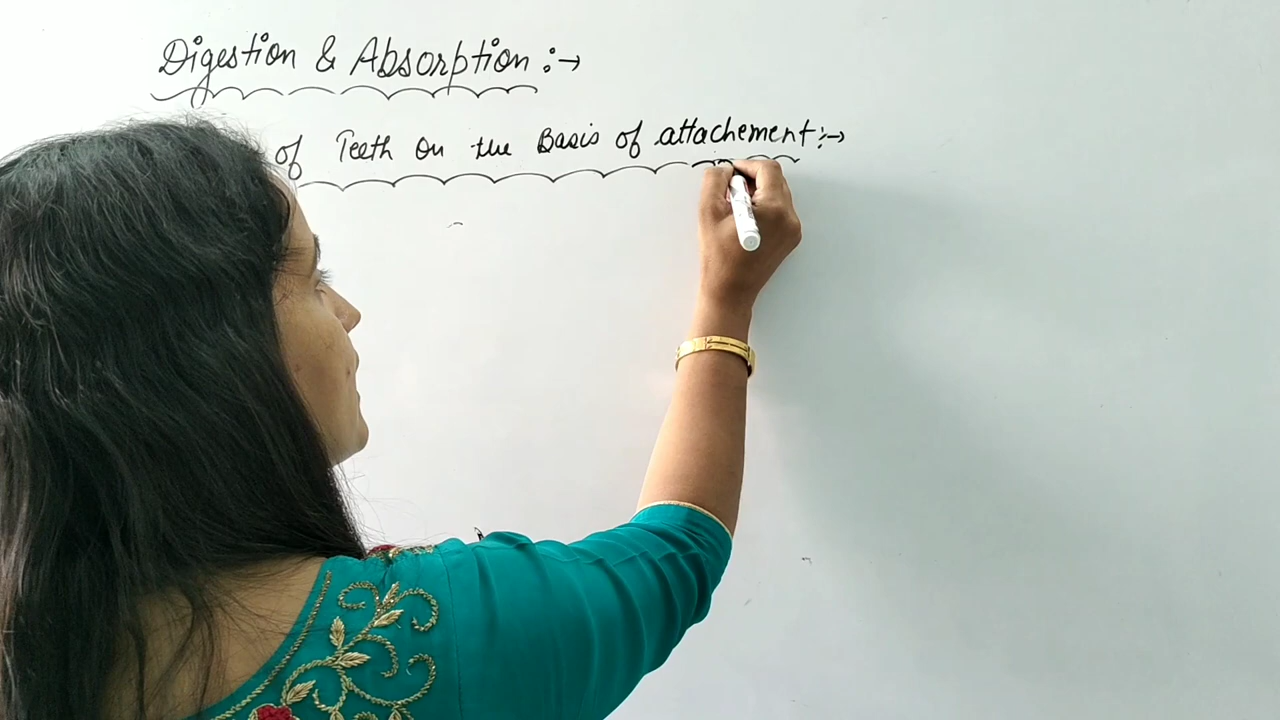 Digestion & Absorption :→
of Teeth on the Basis of attachement :→